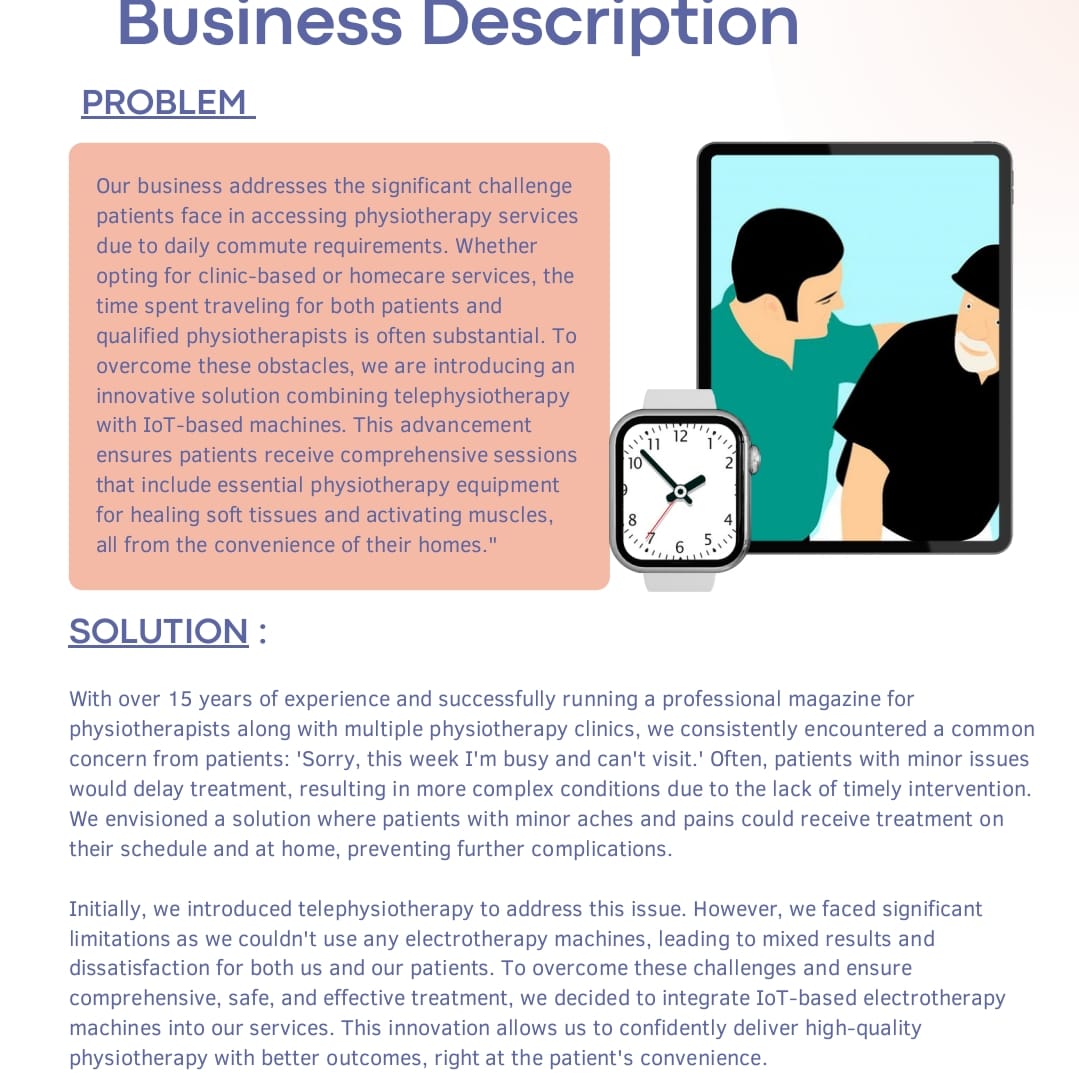 Business Description
PROBLEM
Our business addresses the significant challenge
patients face in accessing physiotherapy services
due to daily commute requirements. Whether
opting for clinic-based or homecare services, the
time spent traveling for both patients and
qualified physiotherapists is often substantial. To
overcome these obstacles, we are introducing an
innovative solution combining telephysiotherapy
with IoT-based machines. This advancement
ensures patients receive comprehensive sessions
that include essential physiotherapy equipment
for healing soft tissues and activating muscles,
all from the convenience of their homes."
12
11 1
10 2
9 3
8 4
7 5
6
SOLUTION :
With over 15 years of experience and successfully running a professional magazine for
physiotherapists along with multiple physiotherapy clinics, we consistently encountered a common
concern from patients: 'Sorry, this week I'm busy and can't visit.' Often, patients with minor issues
would delay treatment, resulting in more complex conditions due to the lack of timely intervention.
We envisioned a solution where patients with minor aches and pains could receive treatment on
their schedule and at home, preventing further complications.
Initially, we introduced telephysiotherapy to address this issue. However, we faced significant
limitations as we couldn't use any electrotherapy machines, leading to mixed results and
dissatisfaction for both us and our patients. To overcome these challenges and ensure
comprehensive, safe, and effective treatment, we decided to integrate IoT-based electrotherapy
machines into our services. This innovation allows us to confidently deliver high-quality
physiotherapy with better outcomes, right at the patient's convenience.